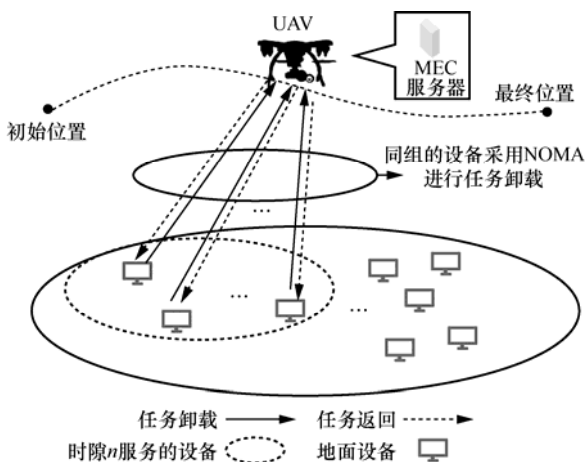 UAV
MEC
服务器
初始位置
最终位置
同组的设备采用NOMA
进行任务卸载
...
...
...
任务卸载
任务返回
时隙n服务的设备
地面设备